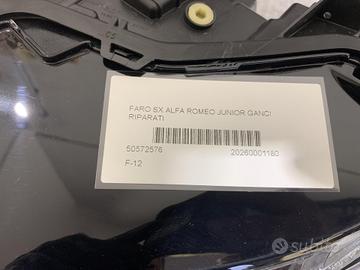 FARO SX ALFA ROMEO JUNIOR GANCI
RIPARATI
50572576 20260001180
F-12
subito